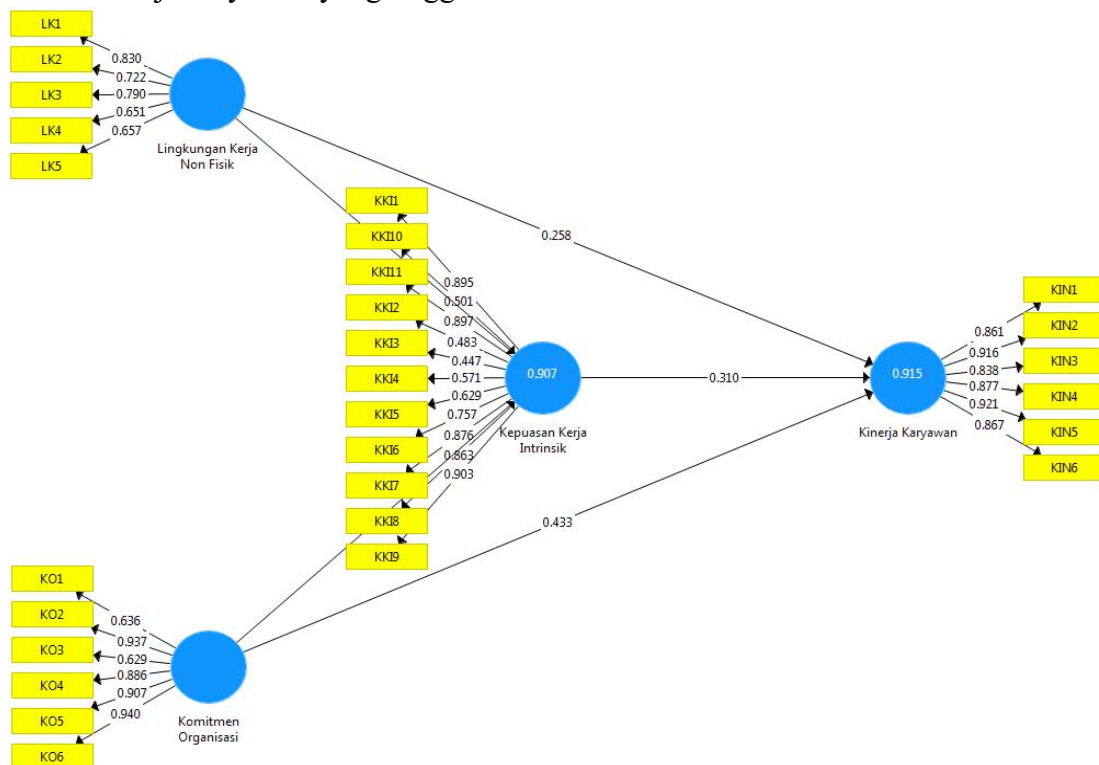 LK1
LK2
LK3
LK4
LK5
0.830
0.722
0.790
0.651
0.657
Lingkungan Kerja
Non Fisik
KKI1
KKI10
KKI11
KKI2
KKI3
KKI4
KKI5
KKI6
KKI7
KKI8
KKI9
0.895
0.501
0.897
0.483
0.447
0.571
0.629
0.757
0.876
0.863
0.903
0.907
Kepuasan Kerja
Intrinsik
0.258
0.310
0.433
0.915
Kinerja Karyawan
0.861
0.916
0.838
0.877
0.921
0.867
KIN1
KIN2
KIN3
KIN4
KIN5
KIN6
KO1
KO2
KO3
KO4
KO5
KO6
0.636
0.937
0.629
0.886
0.907
0.940
Komitmen
Organisasi